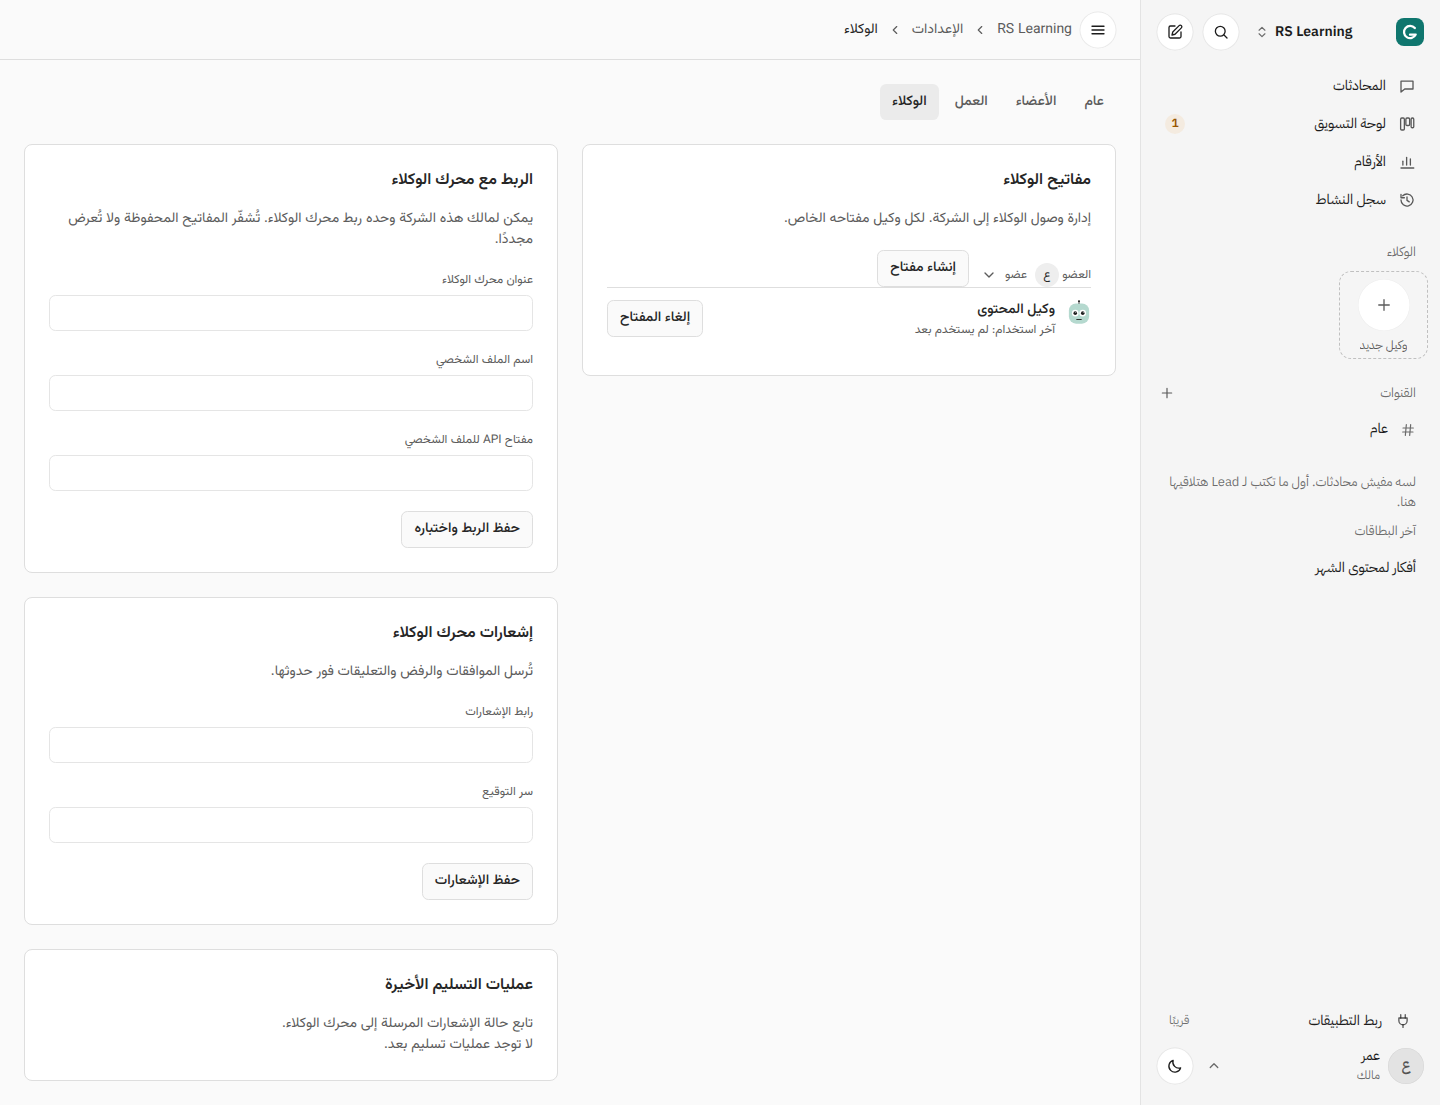 RS Learning
المحادثات
لوحة التسويق
1
الأرقام
سجل النشاط
الوكلاء
وكيل جديد
القنوات
عام
لسه مفيش محادثات. أول ما تكتب لـ Lead هتلاقيها
هنا.
آخر البطاقات
أفكار لمحتوى الشهر
ربط التطبيقات
قريبًا
ع
عمر
مالك
RS Learning
الإعدادات
الوكلاء
عام
الأعضاء
العمل
الوكلاء
مفاتيح الوكلاء
إدارة وصول الوكلاء إلى الشركة. لكل وكيل مفتاحه الخاص.
العضو
ع
عضو
إنشاء مفتاح
وكيل المحتوى
آخر استخدام: لم يستخدم بعد
إلغاء المفتاح
الربط مع محرك الوكلاء
يمكن لمالك هذه الشركة وحده ربط محرك الوكلاء. تُشفّر المفاتيح المحفوظة ولا تُعرض
مجددًا.
عنوان محرك الوكلاء
اسم الملف الشخصي
مفتاح API للملف الشخصي
حفظ الربط واختباره
إشعارات محرك الوكلاء
تُرسل الموافقات والرفض والتعليقات فور حدوثها.
رابط الإشعارات
سر التوقيع
حفظ الإشعارات
عمليات التسليم الأخيرة
تابع حالة الإشعارات المرسلة إلى محرك الوكلاء.
لا توجد عمليات تسليم بعد.